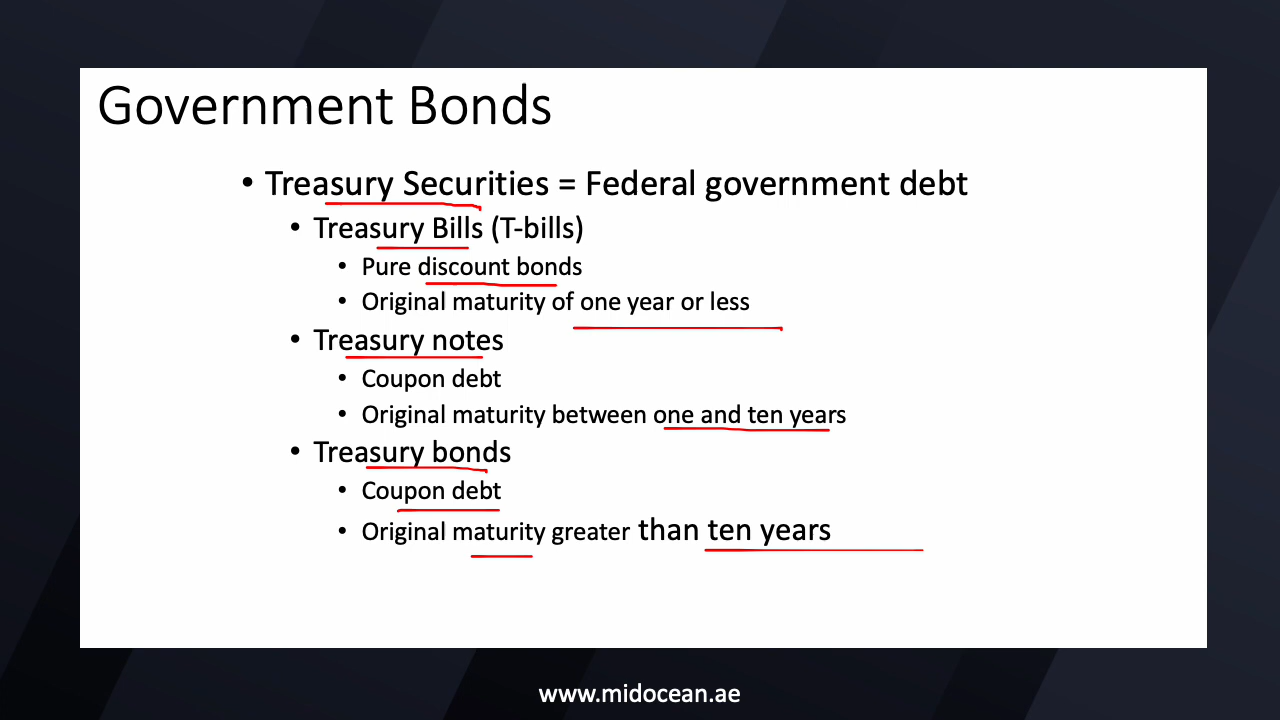 Government Bonds
• Treasury Securities = Federal government debt
• Treasury Bills (T-bills)
• Pure discount bonds
• Original maturity of one year or less
• Treasury notes
• Coupon debt
• Original maturity between one and ten years
• Treasury bonds
• Coupon debt
• Original maturity greater than ten years
www.midocean.ae